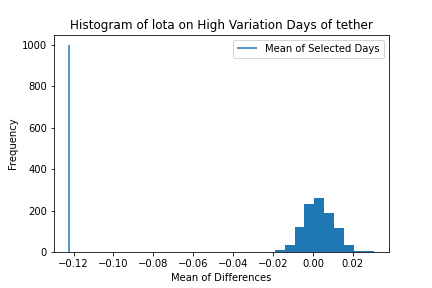 Histogram of lota on High Variation Days of tether
Mean of Selected Days
Frequency
1000
800
600
400
200
0
−0.12 −0.10 −0.08 −0.06 −0.04 −0.02 0.00 0.02
Mean of Differences